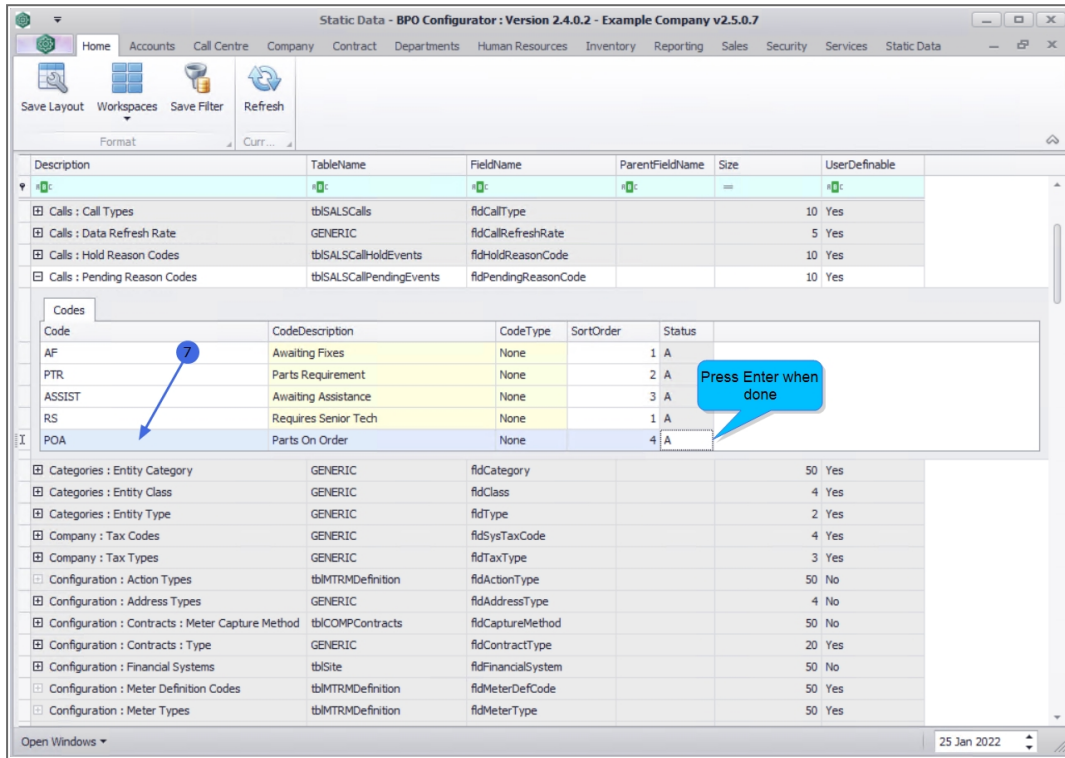 Static Data - BPO Configurator : Version 2.4.0.2 - Example Company v2.5.0.7
Home Accounts Call Centre Company Contract Departments Human Resources Inventory Reporting Sales Security Services Static Data
Save Layout Workspaces Save Filter Refresh
Format Curr...
Description TableName FieldName ParentFieldName Size UserDefinable
Calls : Call Types tblSALSCalls fldCallType 10 Yes
Calls : Data Refresh Rate GENERIC fldCallRefreshRate 5 Yes
Calls : Hold Reason Codes tblSALSCallHoldEvents fldHoldReasonCode 10 Yes
Calls : Pending Reason Codes tblSALSCallPendingEvents fldPendingReasonCode 10 Yes
Codes
Code CodeDescription CodeType SortOrder Status
AF 7 Awaiting Fixes None 1 A
PTR Parts Requirement None 2 A
Press Enter when
done
ASSIST Awaiting Assistance None 3 A
RS Requires Senior Tech None 1 A
POA Parts On Order None 4 A
Categories : Entity Category GENERIC fldCategory 50 Yes
Categories : Entity Class GENERIC fldClass 4 Yes
Categories : Entity Type GENERIC fldType 2 Yes
Company : Tax Codes GENERIC fldSysTaxCode 4 Yes
Company : Tax Types GENERIC fldTaxType 3 Yes
Configuration : Action Types tblMTRMDefinition fldActionType 50 No
Configuration : Address Types GENERIC fldAddressType 4 No
Configuration : Contracts : Meter Capture Method tblCOMPContracts fldCaptureMethod 50 No
Configuration : Contracts : Type GENERIC fldContractType 20 Yes
Configuration : Financial Systems tblSite fldFinancialSystem 50 No
Configuration : Meter Definition Codes tblMTRMDefinition fldMeterDefCode 50 Yes
Configuration : Meter Types tblMTRMDefinition fldMeterType 50 Yes
Open Windows 25 Jan 2022